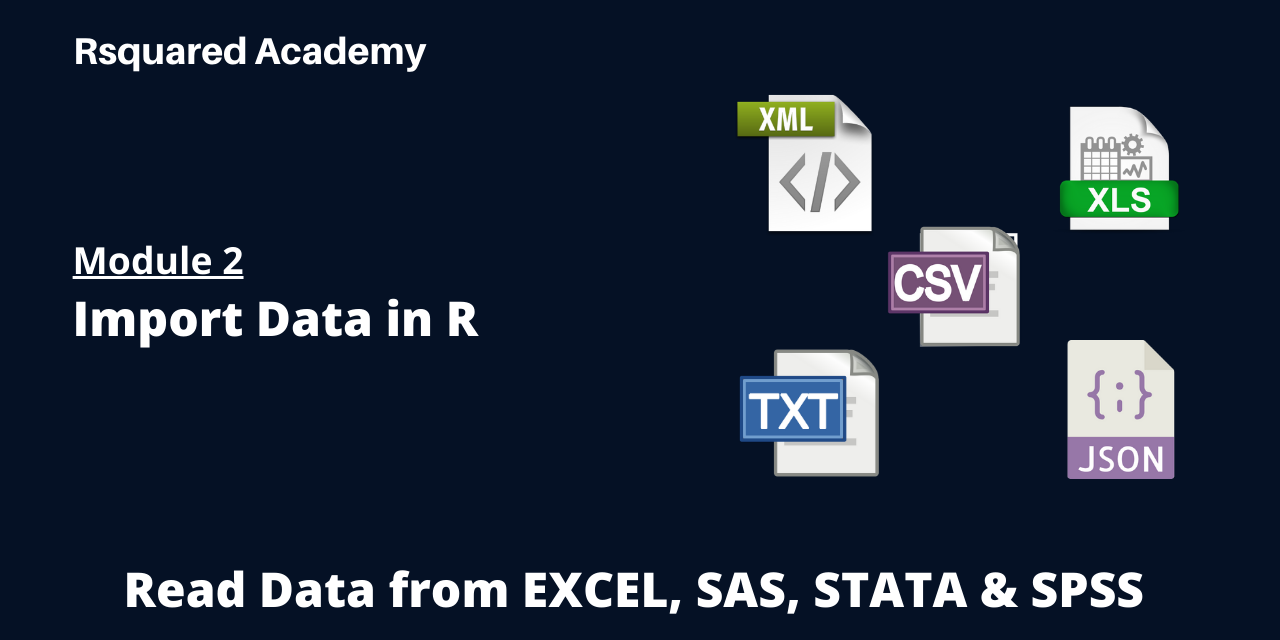 Rsquared Academy
XML
</>
XLS
Module 2
Import Data in R
CSV
TXT
{;}
JSON
Read Data from EXCEL, SAS, STATA & SPSS